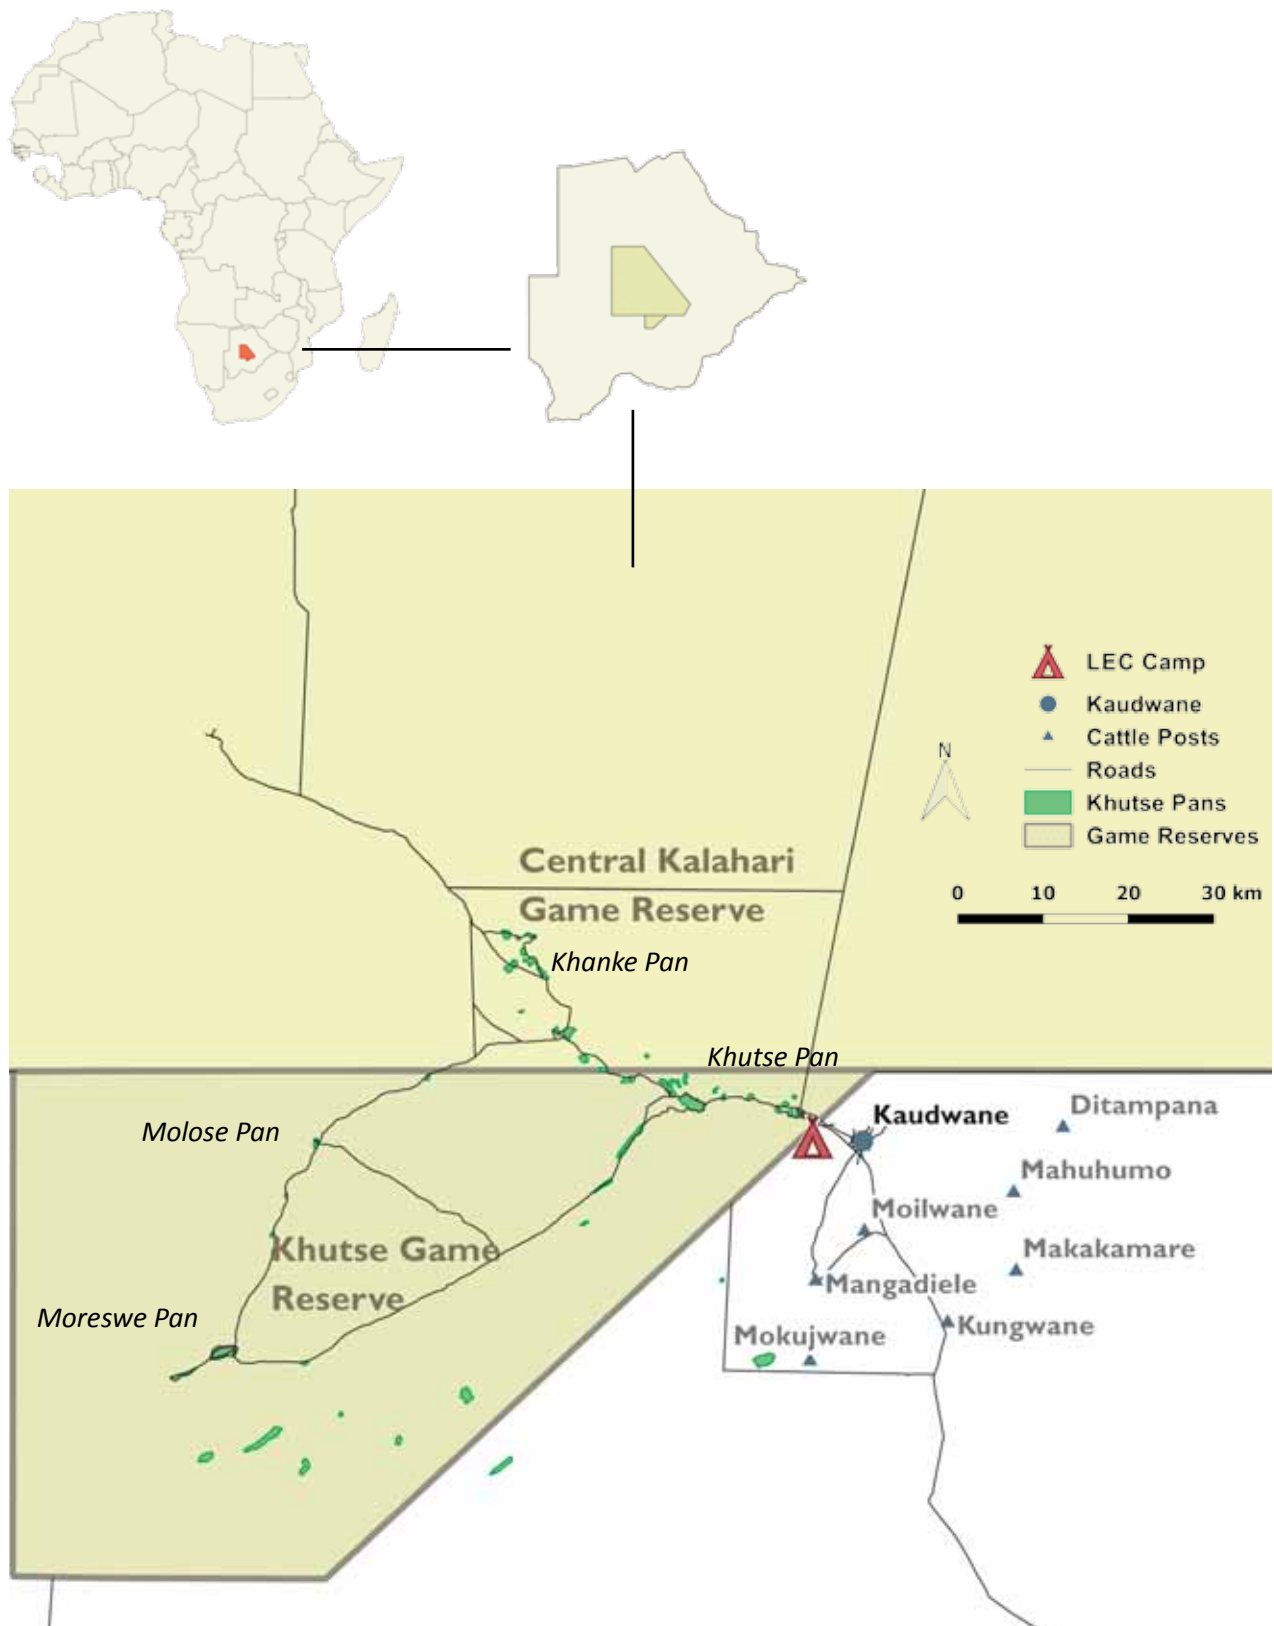 LEC Camp
Kaudwane
Cattle Posts
Roads
Khutse Pans
Game Reserves
N
0 10 20 30 km
Central Kalahari
Game Reserve
Khanke Pan
Khutse Pan
Molose Pan
Kaudwane
Ditampana
Mahuhumo
Moilwane
Makakamare
Mangadiele
Khutse Game
Reserve
Moreswe Pan
Mokujwane
Kungwane